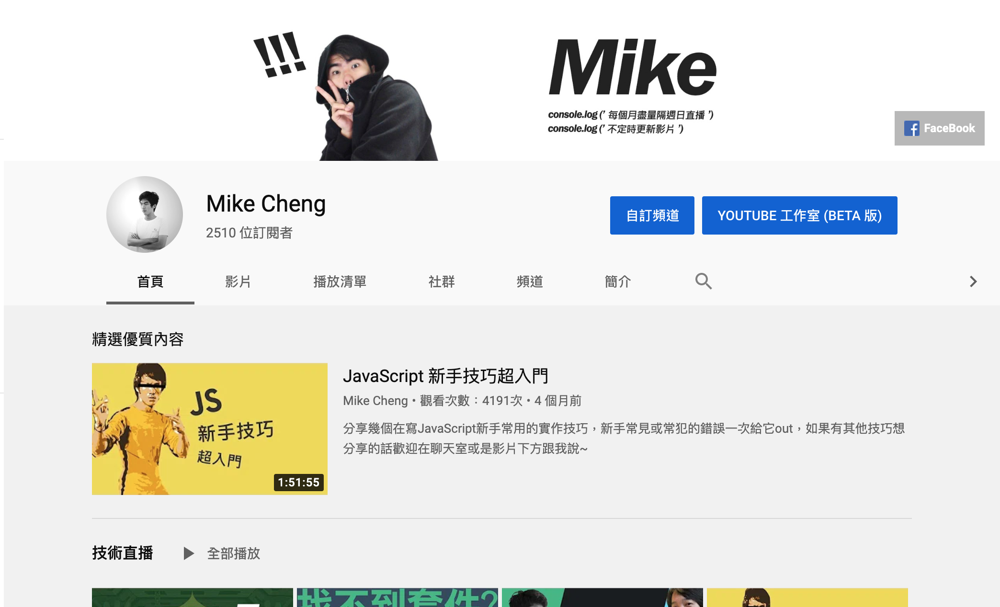 !!!
Mike
console.log(’ 每個月盡量隔週日直播 ’)
console.log(’ 不定時更新影片 ’)
FaceBook
Mike Cheng
2510 位訂閱者
自訂頻道
YOUTUBE 工作室 (BETA 版)
首頁
影片
播放清單
社群
頻道
簡介
精選優質內容
JS
新手技巧
超入門
1:51:55
JavaScript 新手技巧超入門
Mike Cheng • 觀看次數：4191次 • 4 個月前
分享幾個在寫JavaScript新手常用的實作技巧，新手常見或常犯的錯誤一次給它out，如果有其他技巧想
分享的話歡迎在聊天室或是影片下方跟我說~
技術直播
全部播放
找不到套件?